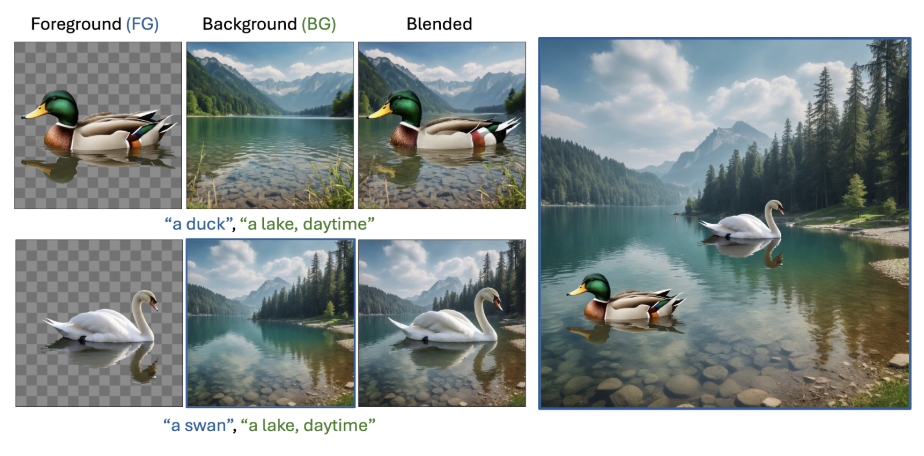 Foreground (FG) Background (BG) Blended
“a duck”, “a lake, daytime”
“a swan”, “a lake, daytime”